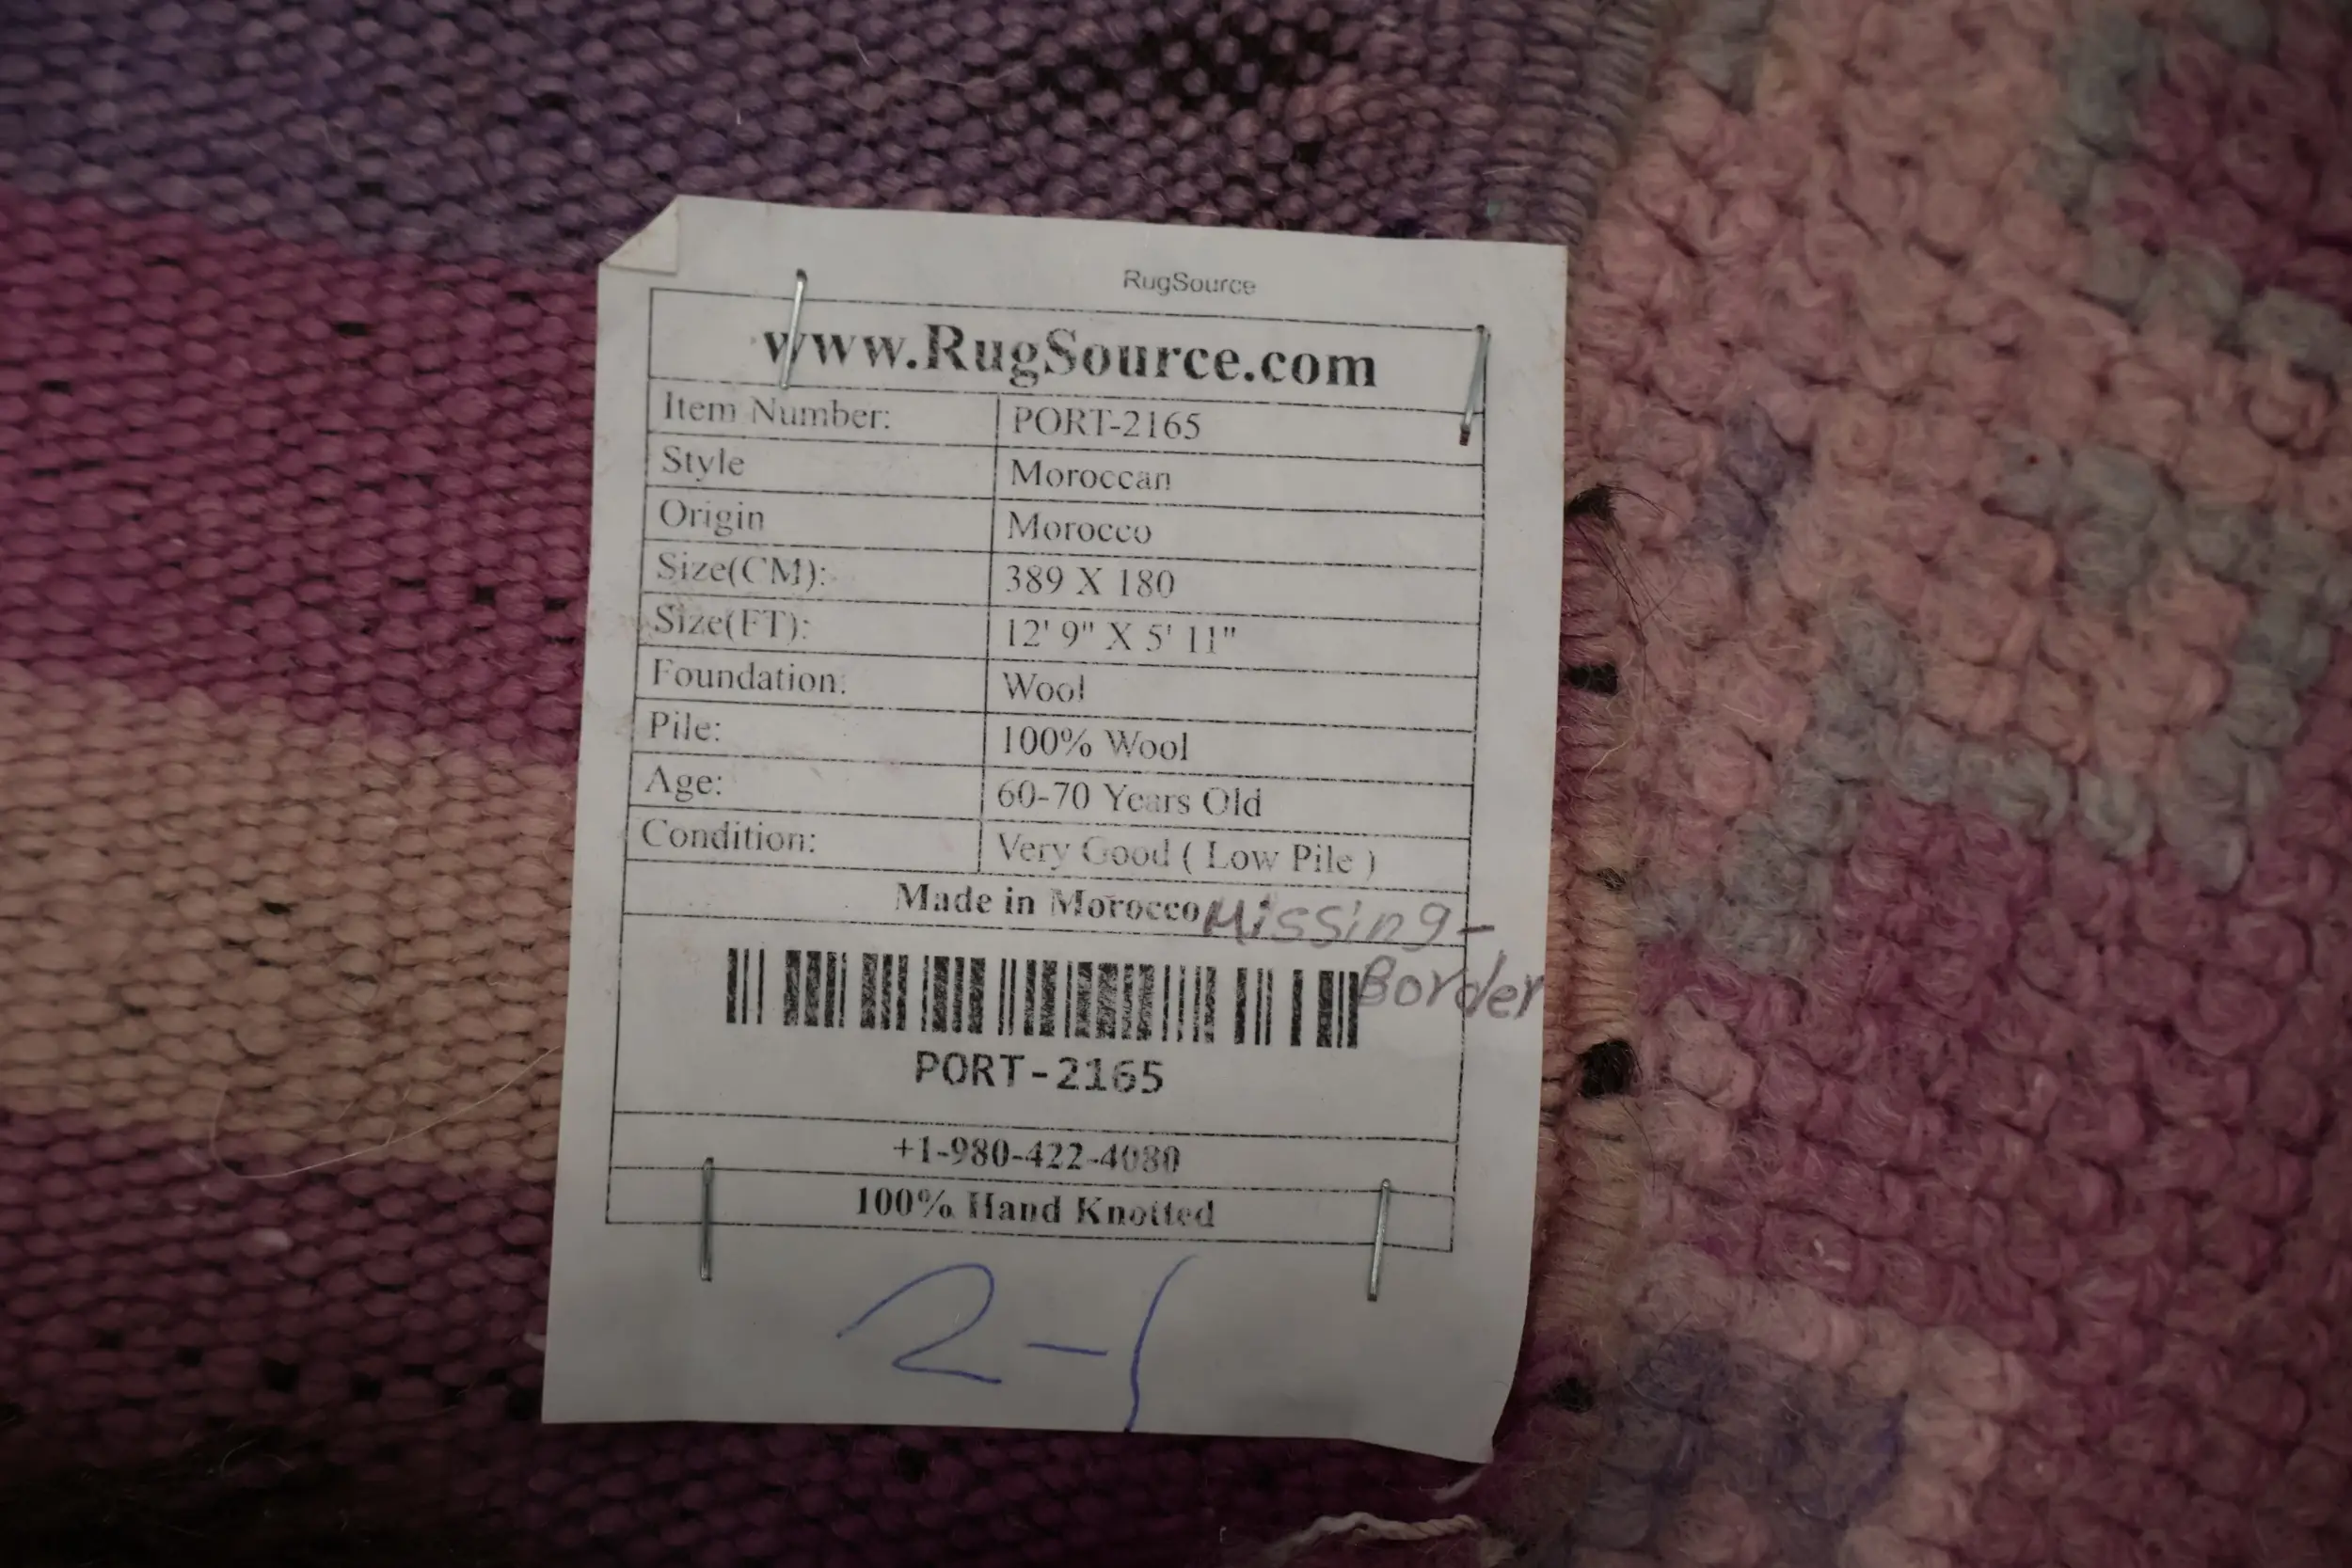 RugSource
www.RugSource.com
Item Number: PORT-2165
Style Moroccan
Origin Morocco
Size(CM): 389 X 180
Size(FT): 12' 9" X 5' 11"
Foundation: Wool
Pile: 100% Wool
Age: 60-70 Years Old
Condition: Very Good ( Low Pile )
Made in Morocco Missing-
Border
PORT-2165
+1-980-422-4080
100% Hand Knotted
2-1